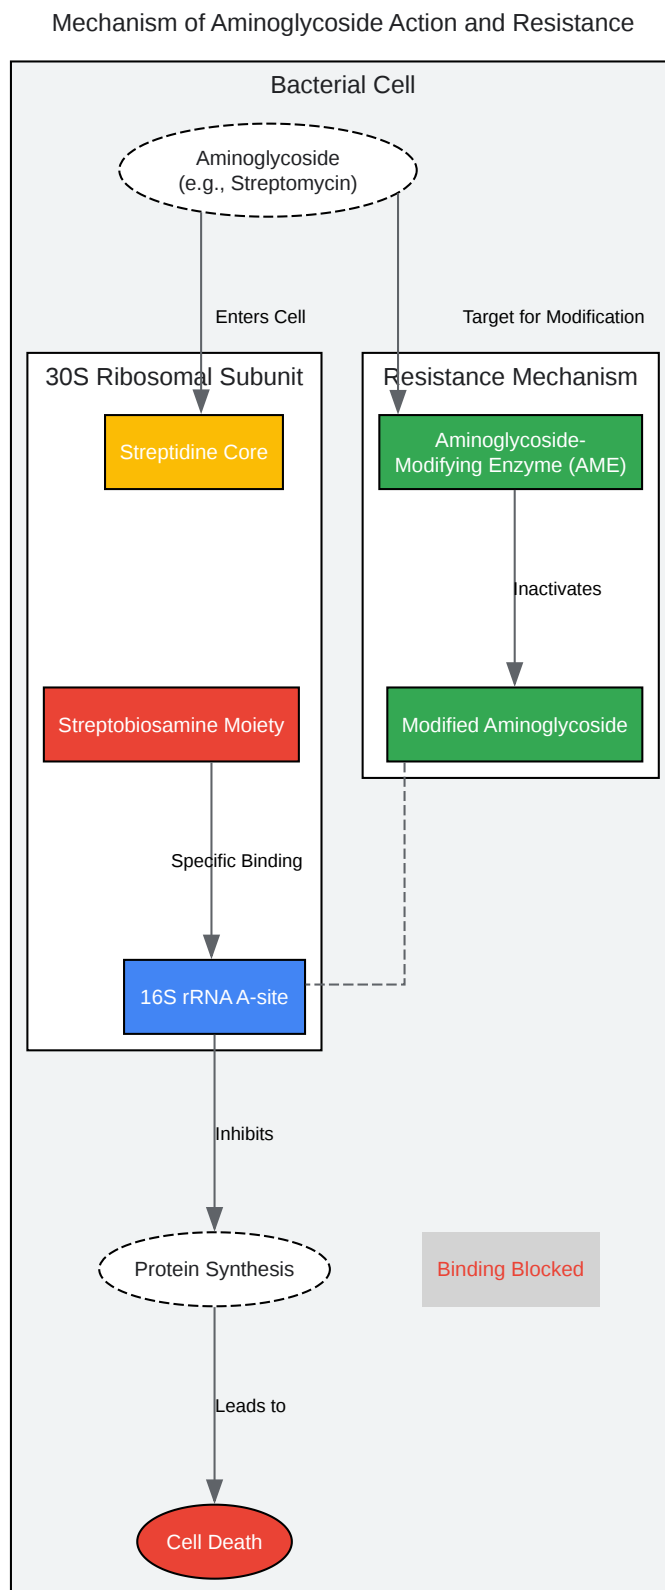 Mechanism of Aminoglycoside Action and Resistance
Bacterial Cell
Aminoglycoside
(e.g., Streptomycin)
Enters Cell
Target for Modification
30S Ribosomal Subunit
Resistance Mechanism
Streptidine Core
Aminoglycoside-
Modifying Enzyme (AME)
Inactivates
Streptobiosamine Moiety
Modified Aminoglycoside
Specific Binding
16S rRNA A-site
Inhibits
Protein Synthesis
Binding Blocked
Leads to
Cell Death